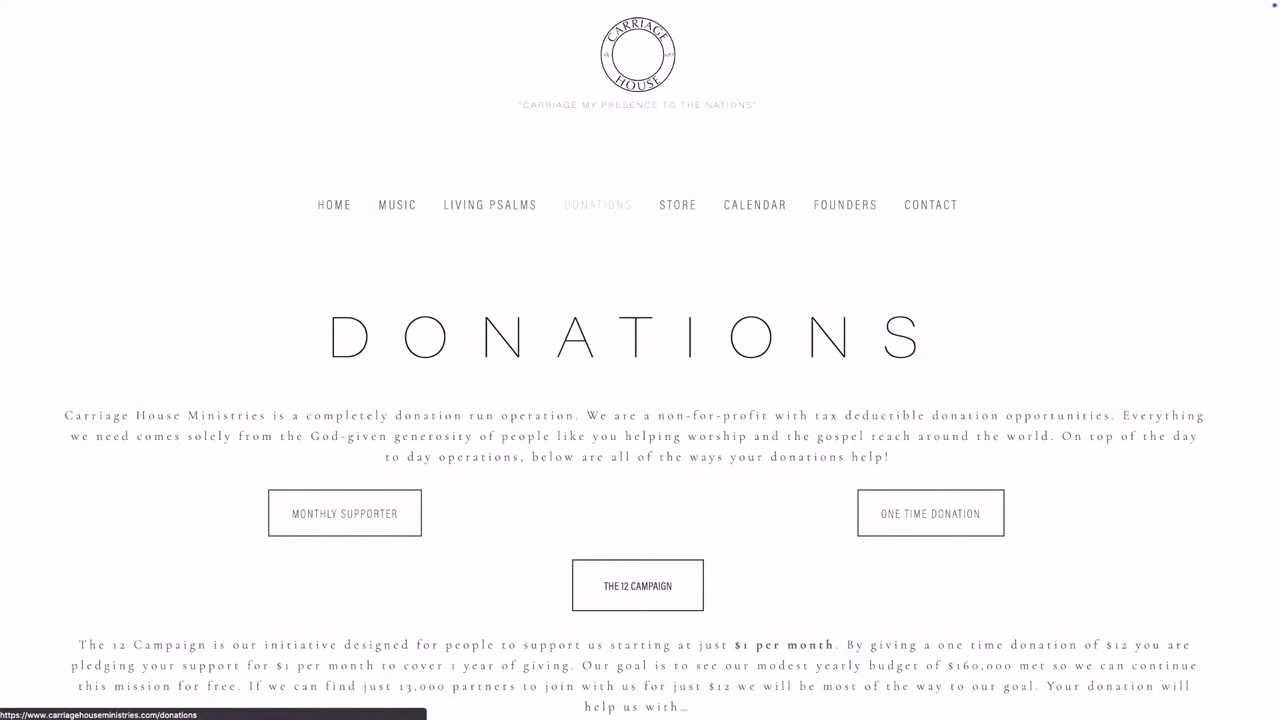 CARRIAGE
HOUSE
"CARRIAGE MY PRESENCE TO THE NATIONS"
HOME MUSIC LIVING PSALMS DONATIONS STORE CALENDAR FOUNDERS CONTACT
DONATIONS
Carriage House Ministries is a completely donation run operation. We are a non-for-profit with tax deductible donation opportunities. Everything
we need comes solely from the God-given generosity of people like you helping worship and the gospel reach around the world. On top of the day
to day operations, below are all of the ways your donations help!
MONTHLY SUPPORTER ONE TIME DONATION
THE 12 CAMPAIGN
The 12 Campaign is our initiative designed for people to support us starting at just $1 per month. By giving a one time donation of $12 you are
pledging your support for $1 per month to cover 1 year of giving. Our goal is to see our modest yearly budget of $160,000 met so we can continue
this mission for free. If we can find just 13,000 partners to join with us for just $12 we will be most of the way to our goal. Your donation will
help us with…
https://www.carriagehouseministries.com/donations